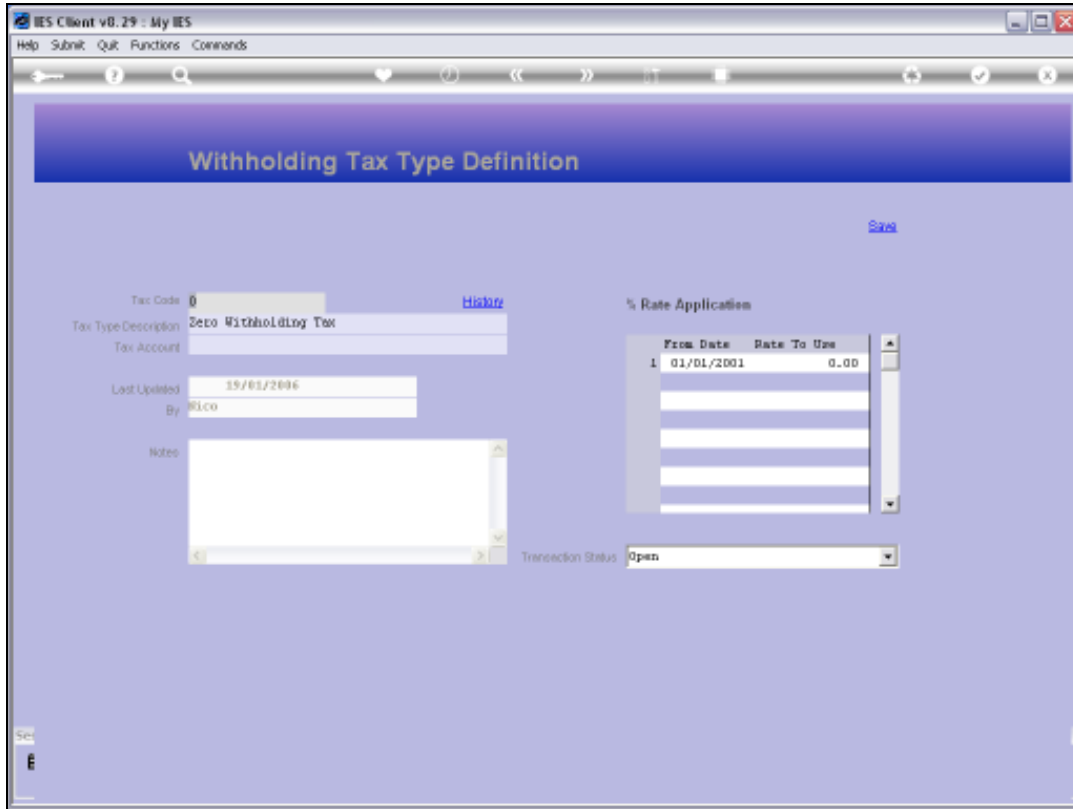 IES Client v8.29 : My IES
Help Submit Quit Functions Commands
Withholding Tax Type Definition
Save
Tax Code 0 History
% Rate Application
Tax Type Description Zero Withholding Tax
Tax Account
From Date Rate To Use
1 01/01/2001 0.00
Last Updated 19/01/2006
By Nico
Notes
Transaction Status Open